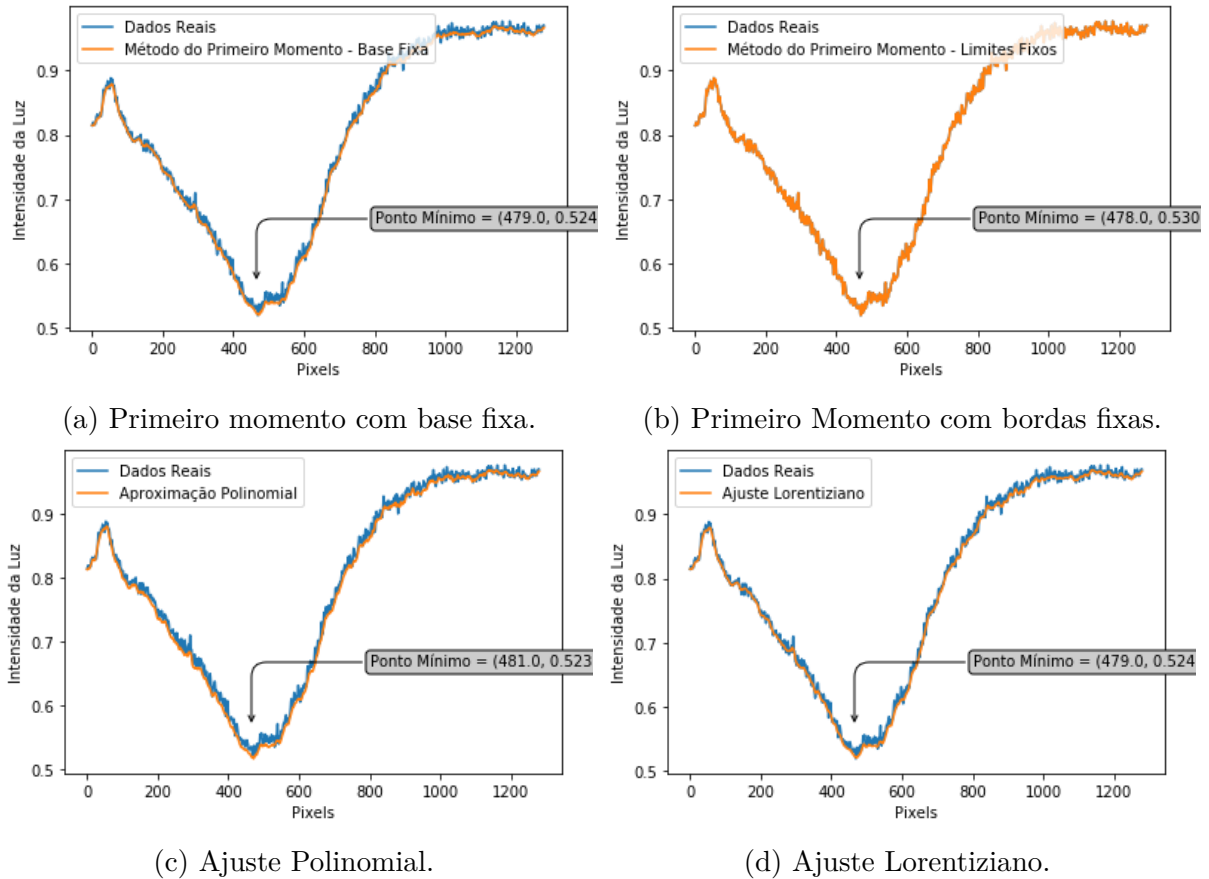 Dados Reais
Método do Primeiro Momento - Base Fixa
Intensidade da Luz
0.9
0.8
0.7
0.6
0.5
Ponto Mínimo = (479.0, 0.524
0 200 400 600 800 1000 1200
Pixels
(a) Primeiro momento com base fixa.
Dados Reais
Método do Primeiro Momento - Limites Fixos
Intensidade da Luz
0.9
0.8
0.7
0.6
0.5
Ponto Mínimo = (478.0, 0.530
0 200 400 600 800 1000 1200
Pixels
(b) Primeiro Momento com bordas fixas.
Dados Reais
Aproximação Polinomial
Intensidade da Luz
0.9
0.8
0.7
0.6
0.5
Ponto Mínimo = (481.0, 0.523
0 200 400 600 800 1000 1200
Pixels
(c) Ajuste Polinomial.
Dados Reais
Ajuste Lorentiziano
Intensidade da Luz
0.9
0.8
0.7
0.6
0.5
Ponto Mínimo = (479.0, 0.524
0 200 400 600 800 1000 1200
Pixels
(d) Ajuste Lorentiziano.